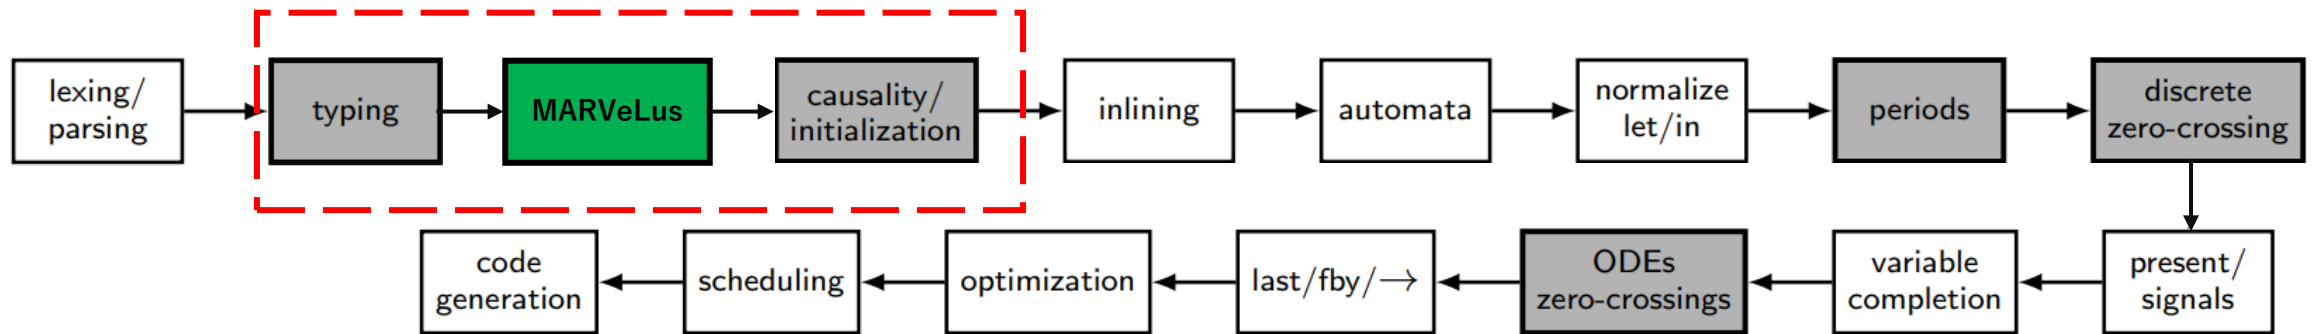 lexing/
parsing
typing
MARVeLus
causality/
initialization
inlining
automata
normalize
let/in
periods
discrete
zero-crossing
code
generation
scheduling
optimization
last/fby/→
ODEs
zero-crossings
variable
completion
present/
signals